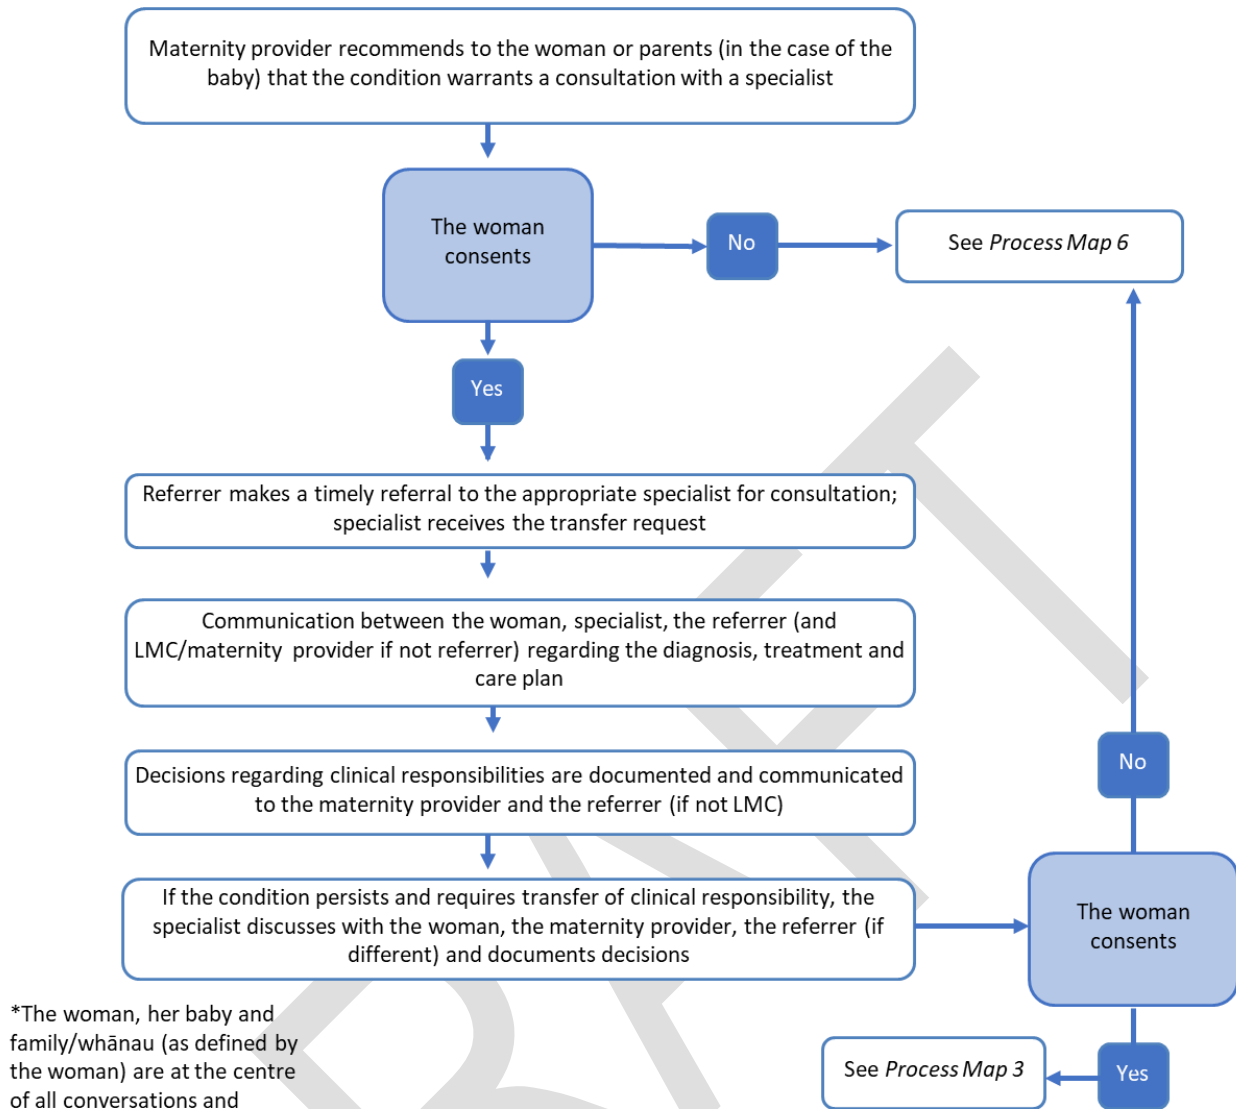 Maternity provider recommends to the woman or parents (in the case of the
baby) that the condition warrants a consultation with a specialist
The woman
consents
No
See Process Map 6
Yes
Referrer makes a timely referral to the appropriate specialist for consultation;
specialist receives the transfer request
Communication between the woman, specialist, the referrer (and
LMC/maternity provider if not referrer) regarding the diagnosis, treatment and
care plan
Decisions regarding clinical responsibilities are documented and communicated
to the maternity provider and the referrer (if not LMC)
If the condition persists and requires transfer of clinical responsibility, the
specialist discusses with the woman, the maternity provider, the referrer (if
different) and documents decisions
No
The woman
consents
Yes
See Process Map 3
*The woman, her baby and
family/whānau (as defined by
the woman) are at the centre
of all conversations and
DRAFT